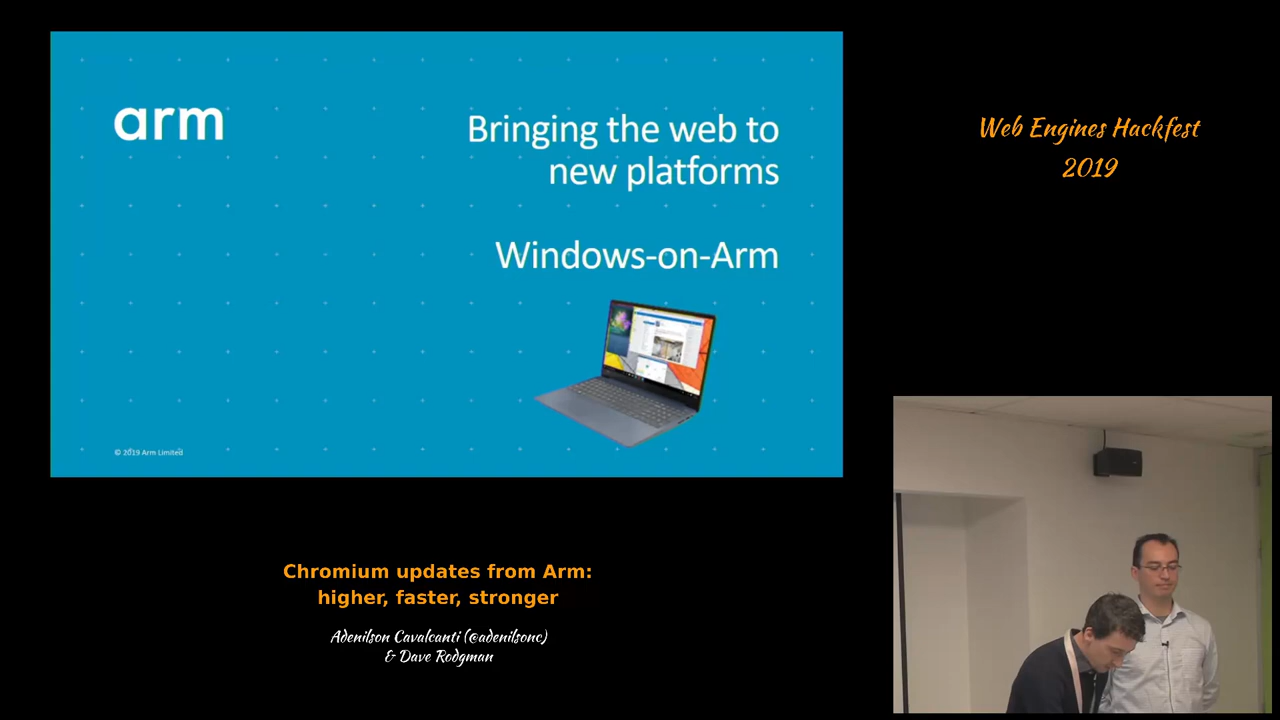 arm
Bringing the web to
new platforms
Windows-on-Arm
© 2019 Arm Limited
Web Engines Hackfest
2019
Chromium updates from Arm:
higher, faster, stronger
Adenilson Cavalcanti (@adenilsonc)
& Dave Rodgman